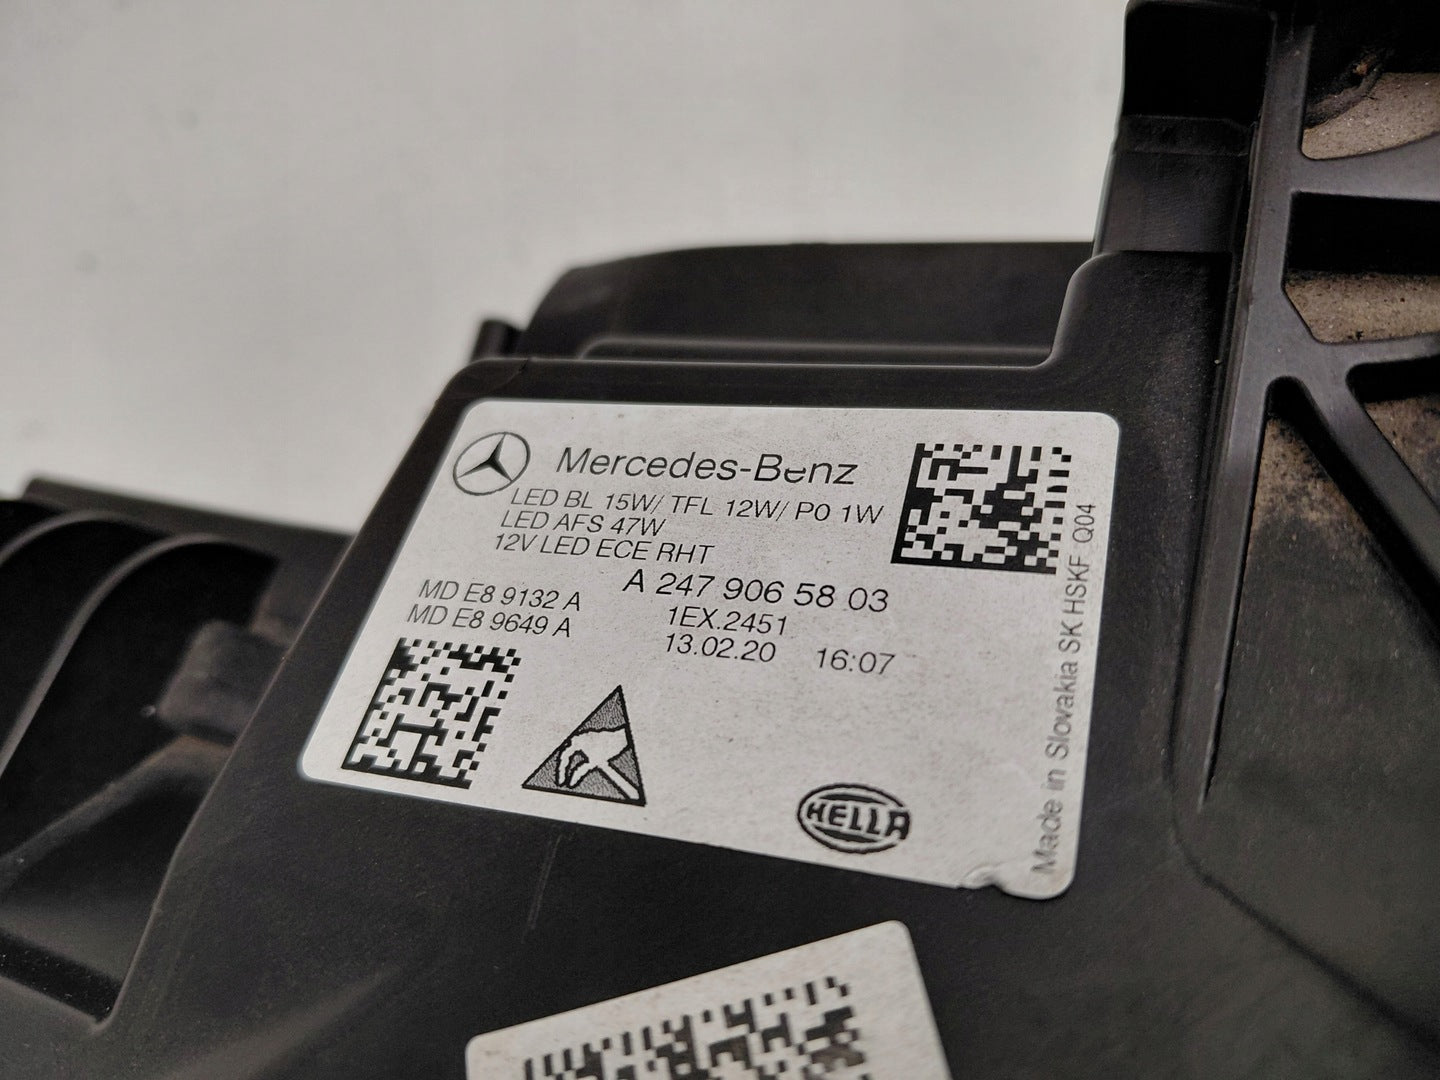 Mercedes-Benz
LED BL 15W/ TFL 12W/ P0 1W
LED AFS 47W
12V LED ECE RHT
A 247 906 58 03
MD E8 9132 A
MD E8 9649 A
1EX.2451
13.02.20 16:07
HELLA
Made in Slovakia SK HSKF Q04